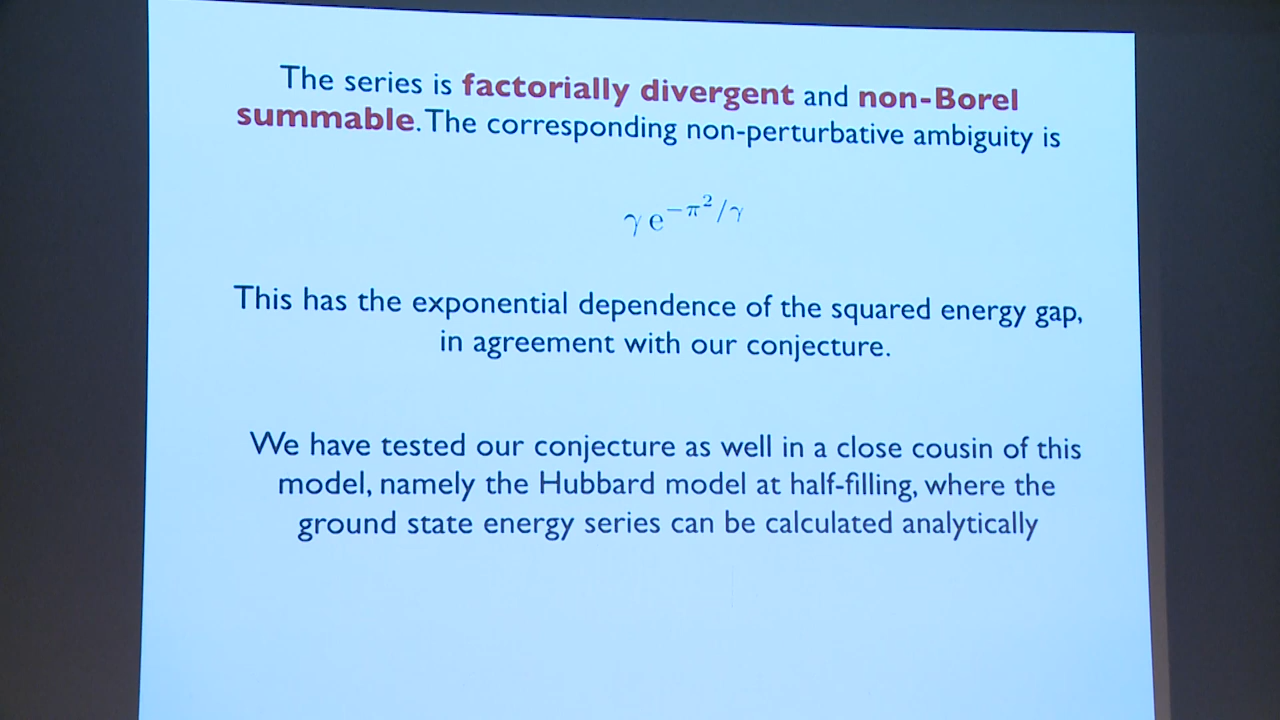 The series is factorially divergent and non-Borel
summable. The corresponding non-perturbative ambiguity is
γ e^{-π²/γ}
This has the exponential dependence of the squared energy gap,
in agreement with our conjecture.
We have tested our conjecture as well in a close cousin of this
model, namely the Hubbard model at half-filling, where the
ground state energy series can be calculated analytically